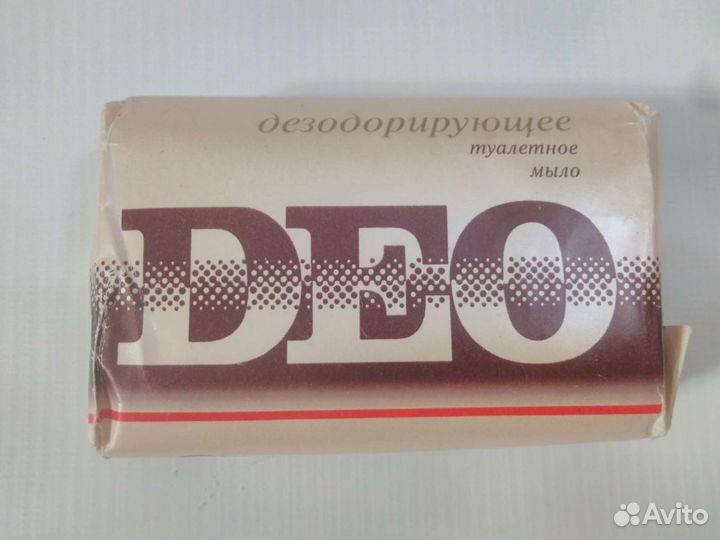 дезодорирующее
туалетное
мыло
DEO
Avito